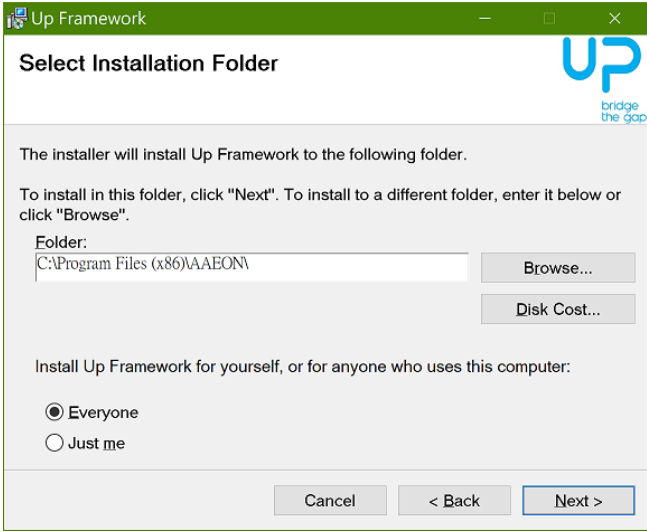 Up Framework
Select Installation Folder
UP
bridge
the gap
The installer will install Up Framework to the following folder.
To install in this folder, click "Next". To install to a different folder, enter it below or
click "Browse".
Folder:
C:\Program Files (x86)\AAEON\
Browse...
Disk Cost...
Install Up Framework for yourself, or for anyone who uses this computer:
Everyone
Just me
Cancel
< Back
Next >